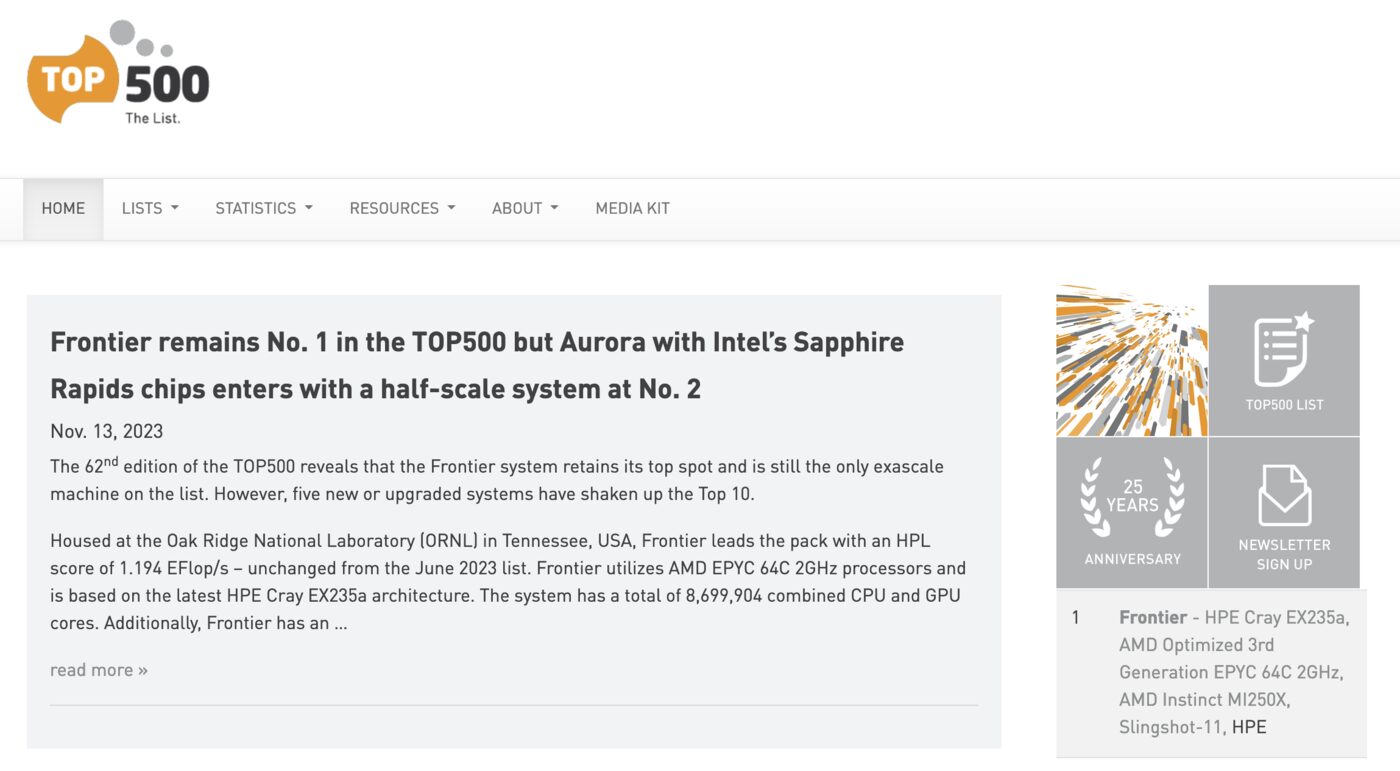 TOP 500
The List.
HOME LISTS STATISTICS RESOURCES ABOUT MEDIA KIT
Frontier remains No. 1 in the TOP500 but Aurora with Intel’s Sapphire
Rapids chips enters with a half-scale system at No. 2
Nov. 13, 2023
The 62nd edition of the TOP500 reveals that the Frontier system retains its top spot and is still the only exascale
machine on the list. However, five new or upgraded systems have shaken up the Top 10.
Housed at the Oak Ridge National Laboratory (ORNL) in Tennessee, USA, Frontier leads the pack with an HPL
score of 1.194 EFlop/s – unchanged from the June 2023 list. Frontier utilizes AMD EPYC 64C 2GHz processors and
is based on the latest HPE Cray EX235a architecture. The system has a total of 8,699,904 combined CPU and GPU
cores. Additionally, Frontier has an ...
read more »
TOP500 LIST
25
YEARS
ANNIVERSARY
NEWSLETTER
SIGN UP
1 Frontier - HPE Cray EX235a,
AMD Optimized 3rd
Generation EPYC 64C 2GHz,
AMD Instinct MI250X,
Slingshot-11, HPE